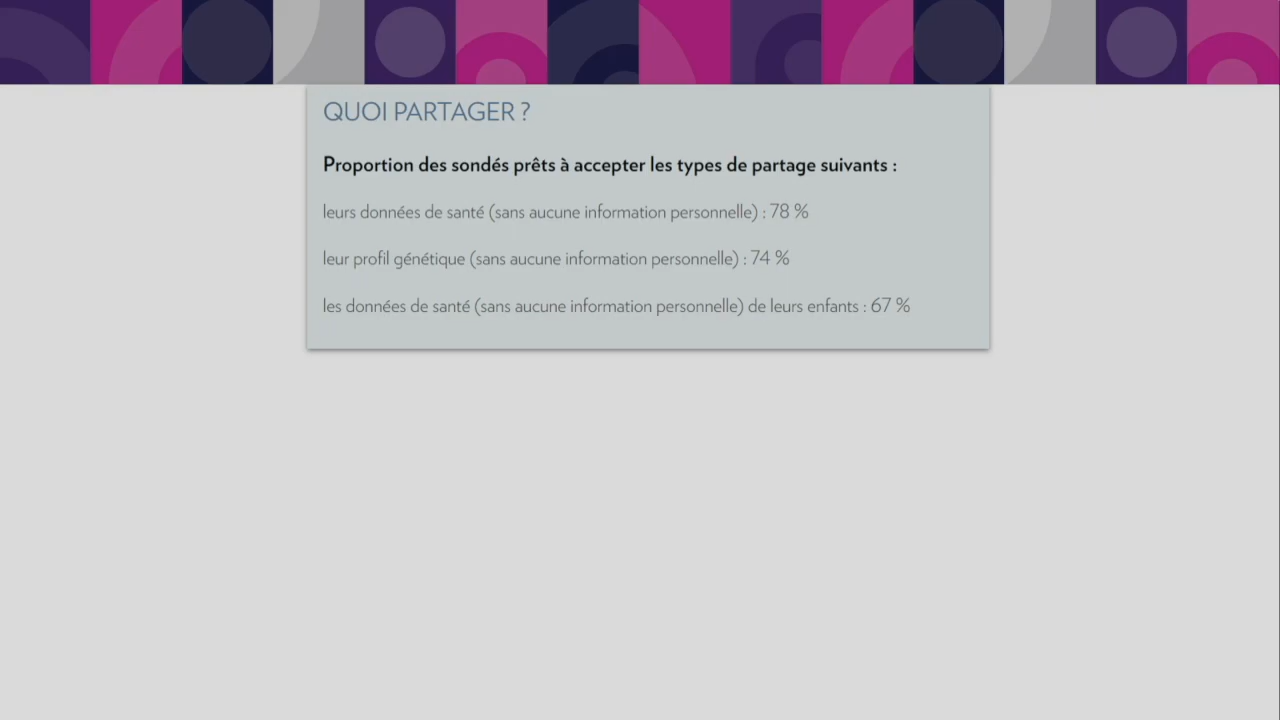 QUOI PARTAGER ?
Proportion des sondés prêts à accepter les types de partage suivants :
leurs données de santé (sans aucune information personnelle) : 78 %
leur profil génétique (sans aucune information personnelle) : 74 %
les données de santé (sans aucune information personnelle) de leurs enfants : 67 %